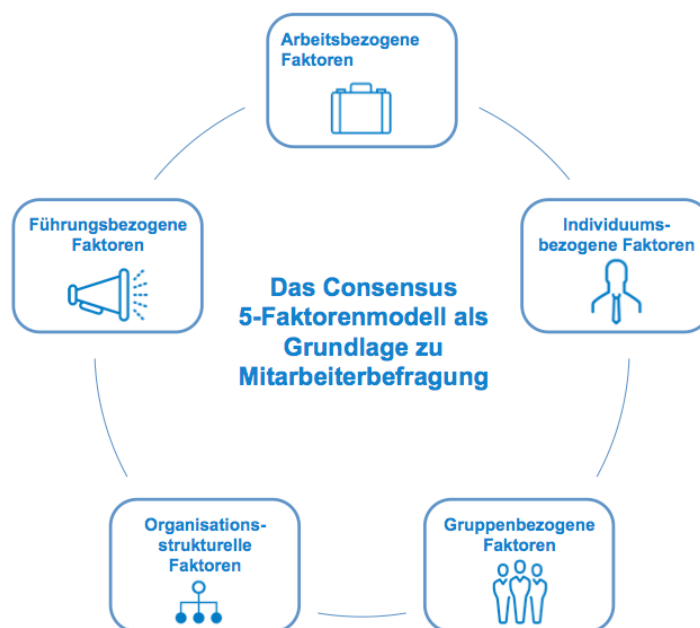 Arbeitsbezogene
Faktoren
Führungsbezogene
Faktoren
Individuums-
bezogene Faktoren
Das Consensus
5-Faktorenmodell als
Grundlage zu
Mitarbeiterbefragung
Organisations-
strukturelle
Faktoren
Gruppenbezogene
Faktoren